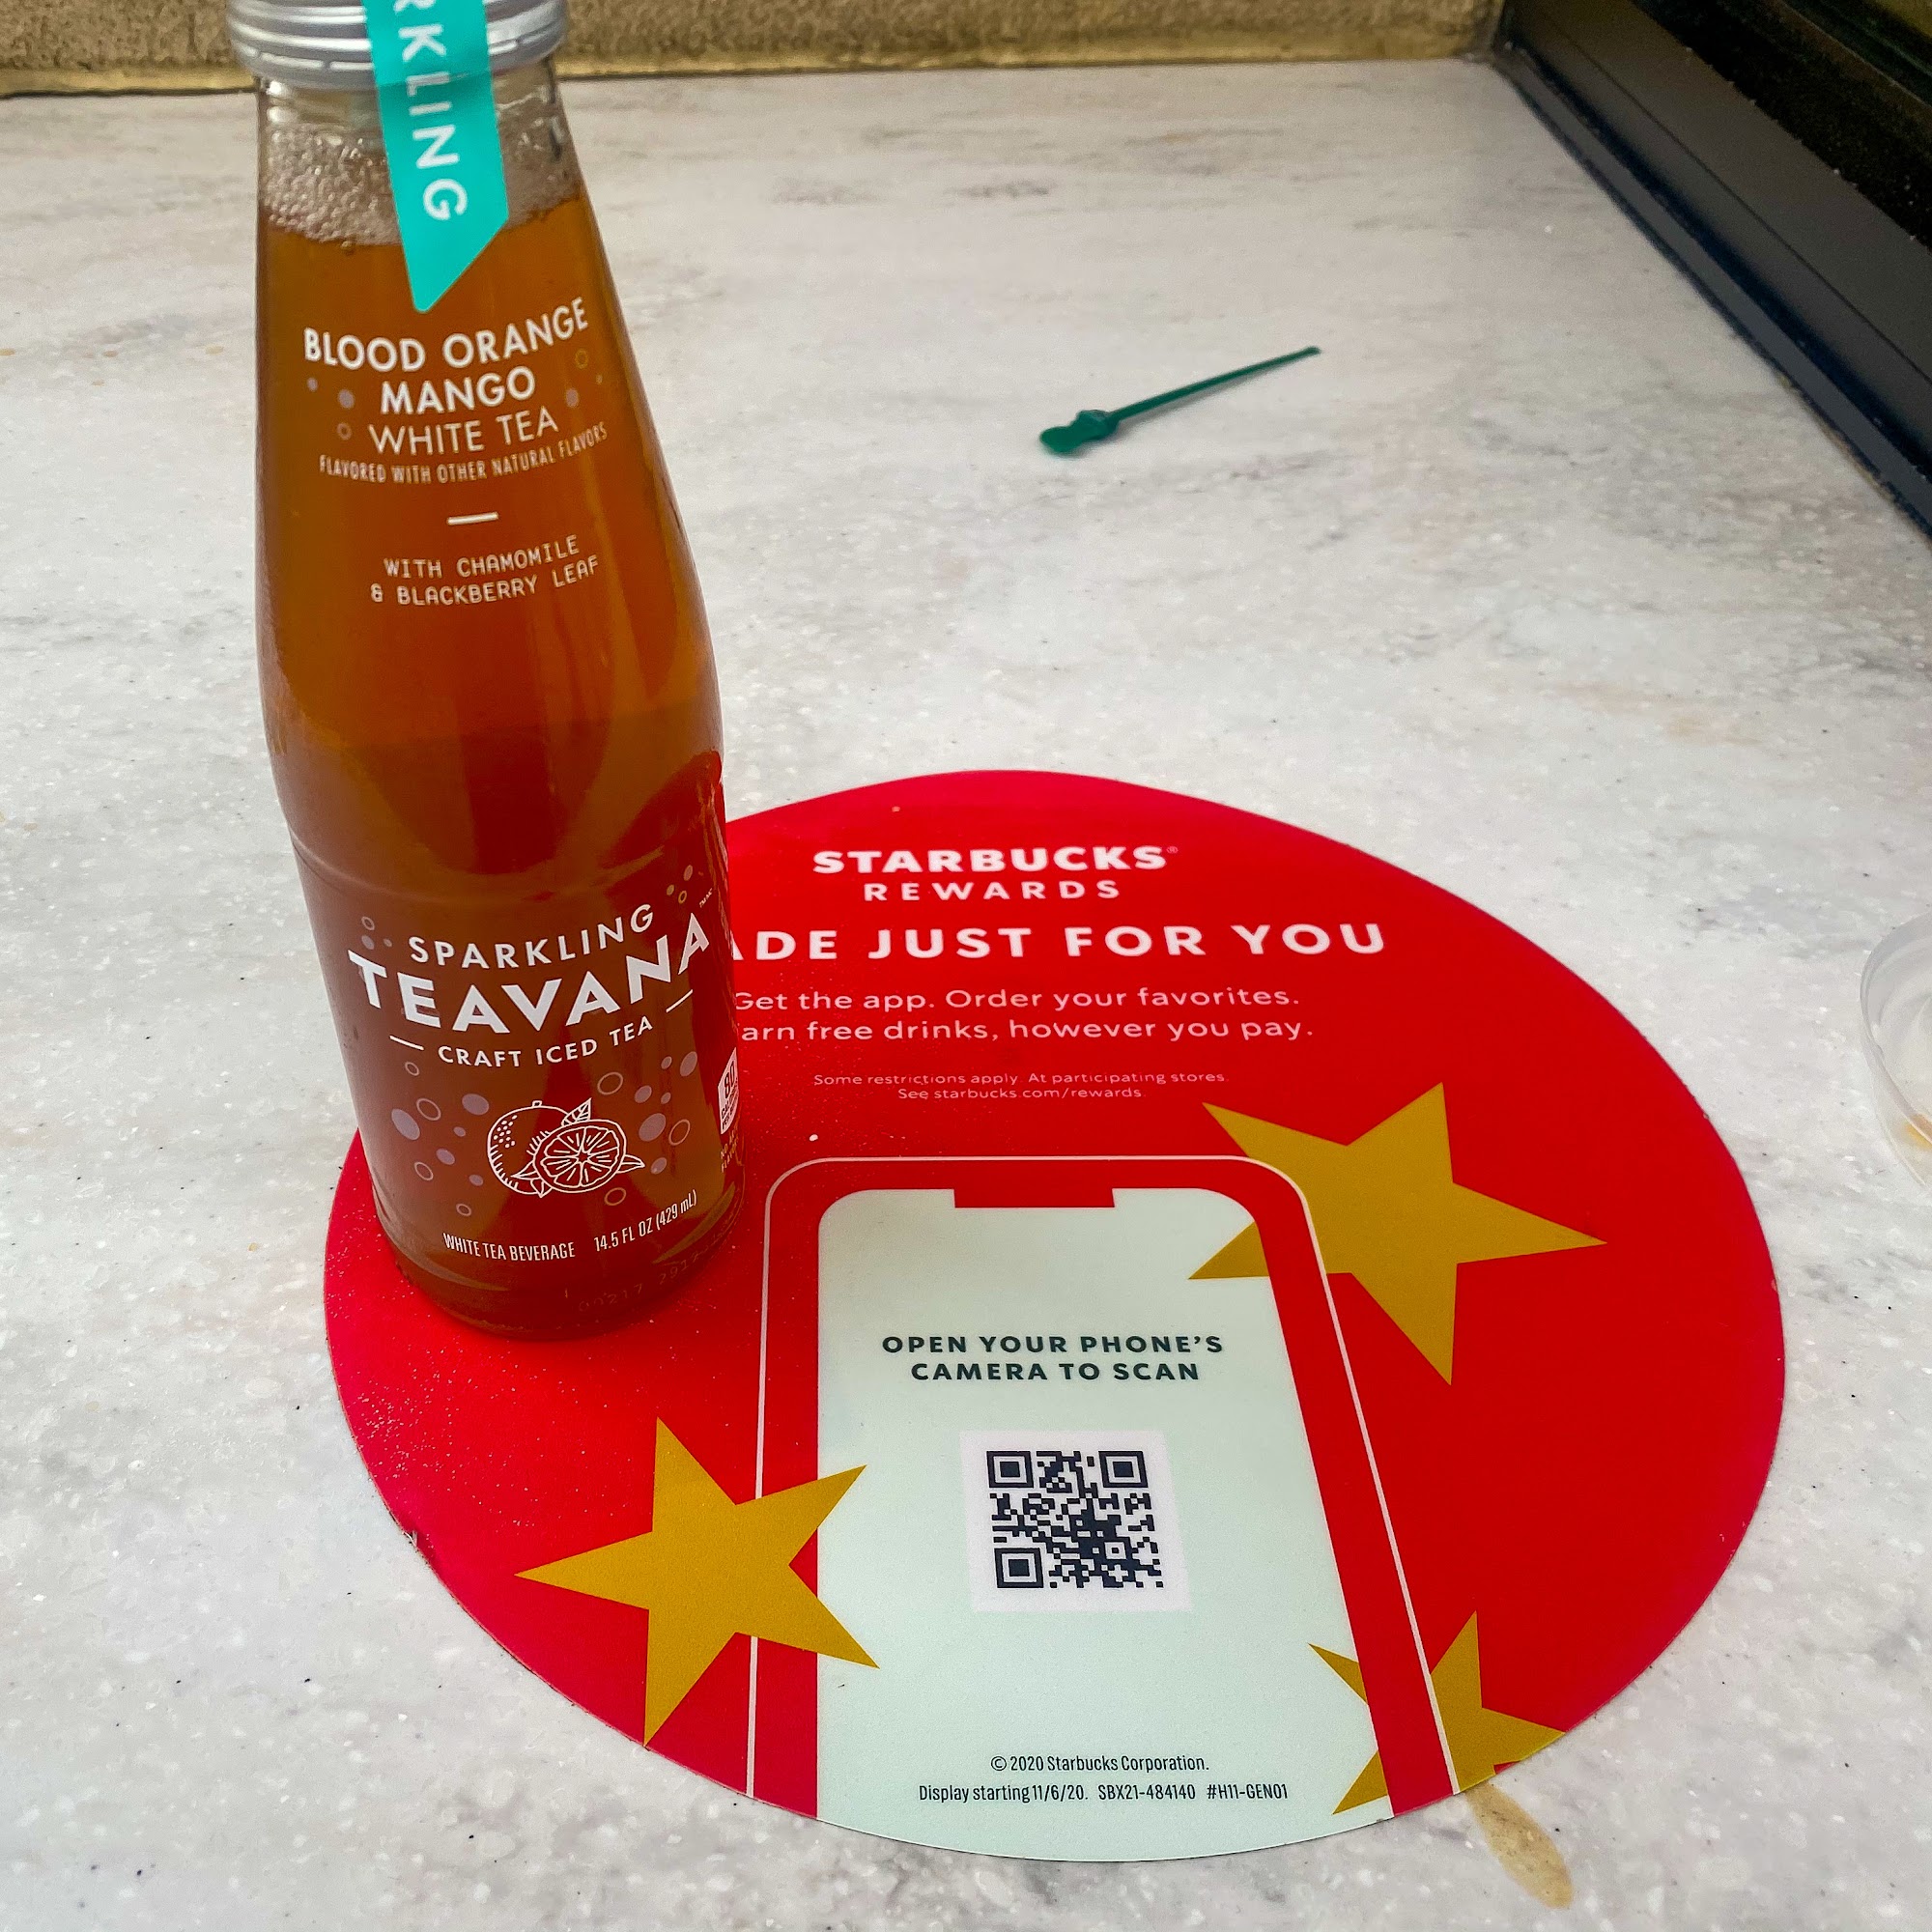 RKLING
BLOOD ORANGE
MANGO
WHITE TEA
FLAVORED WITH OTHER NATURAL FLAVORS
WITH CHAMOMILE
& BLACKBERRY LEAF
SPARKLING
TEAVANA
CRAFT ICED TEA
WHITE TEA BEVERAGE 14.5 FL OZ (429 mL)
STARBUCKS®
REWARDS
ADE JUST FOR YOU
Get the app. Order your favorites.
arn free drinks, however you pay.
Some restrictions apply. At participating stores.
See starbucks.com/rewards.
OPEN YOUR PHONE'S
CAMERA TO SCAN
© 2020 Starbucks Corporation.
Display starting 11/6/20. SBX21-484140 #H11-GEN01